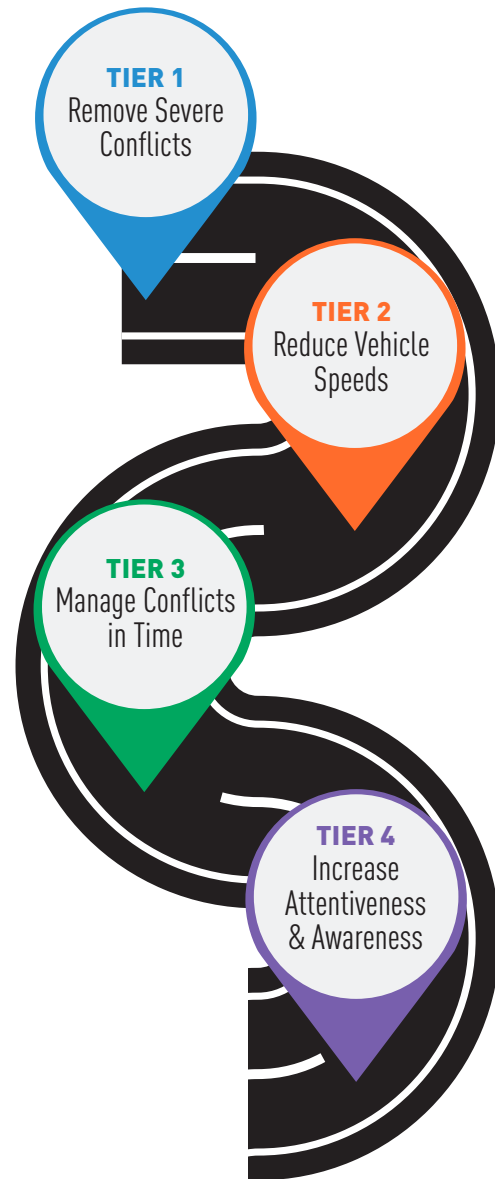 TIER 1
Remove Severe
Conflicts
TIER 2
Reduce Vehicle
Speeds
TIER 3
Manage Conflicts
in Time
TIER 4
Increase
Attentiveness
& Awareness